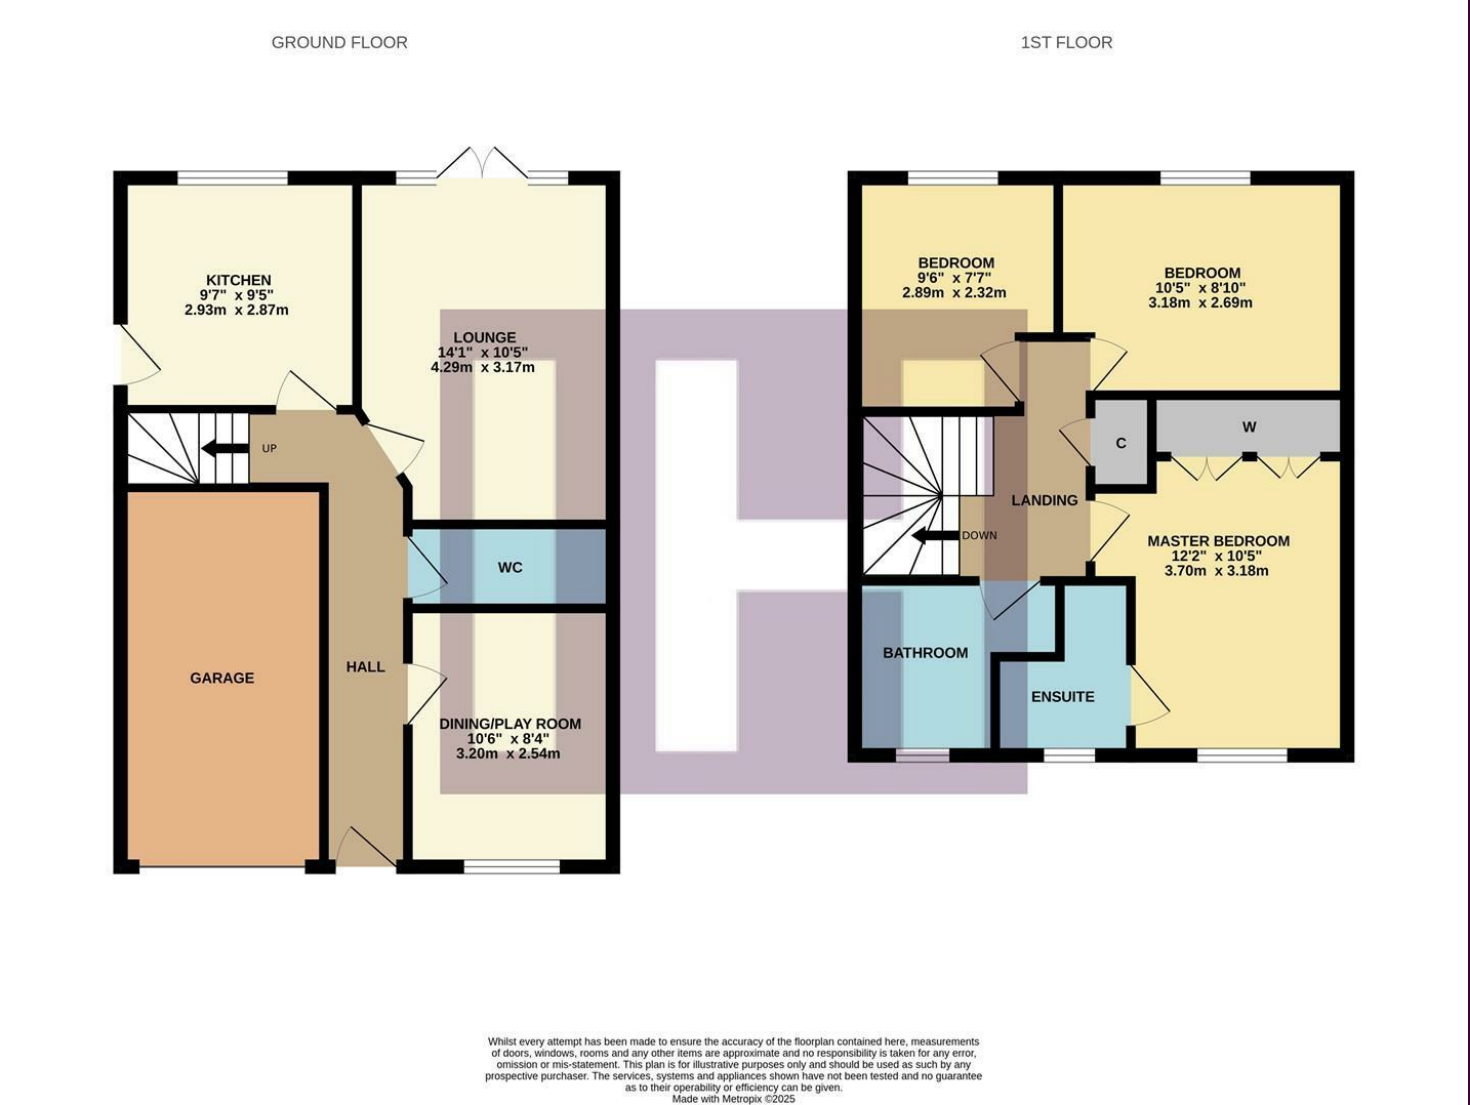 GROUND FLOOR
1ST FLOOR
KITCHEN
9'7" x 9'5"
2.93m x 2.87m
LOUNGE
14'1" x 10'5"
4.29m x 3.17m
UP
WC
GARAGE
HALL
DINING/PLAY ROOM
10'6" x 8'4"
3.20m x 2.54m
BEDROOM
9'6" x 7'7"
2.89m x 2.32m
BEDROOM
10'5" x 8'10"
3.18m x 2.69m
C
W
LANDING
DOWN
MASTER BEDROOM
12'2" x 10'5"
3.70m x 3.18m
BATHROOM
ENSUITE
Whilst every attempt has been made to ensure the accuracy of the floorplan contained here, measurements
of doors, windows, rooms and any other items are approximate and no responsibility is taken for any error,
omission or mis-statement. This plan is for illustrative purposes only and should be used as such by any
prospective purchaser. The services, systems and appliances shown have not been tested and no guarantee
as to their operability or efficiency can be given.
Made with Metropix ©2025